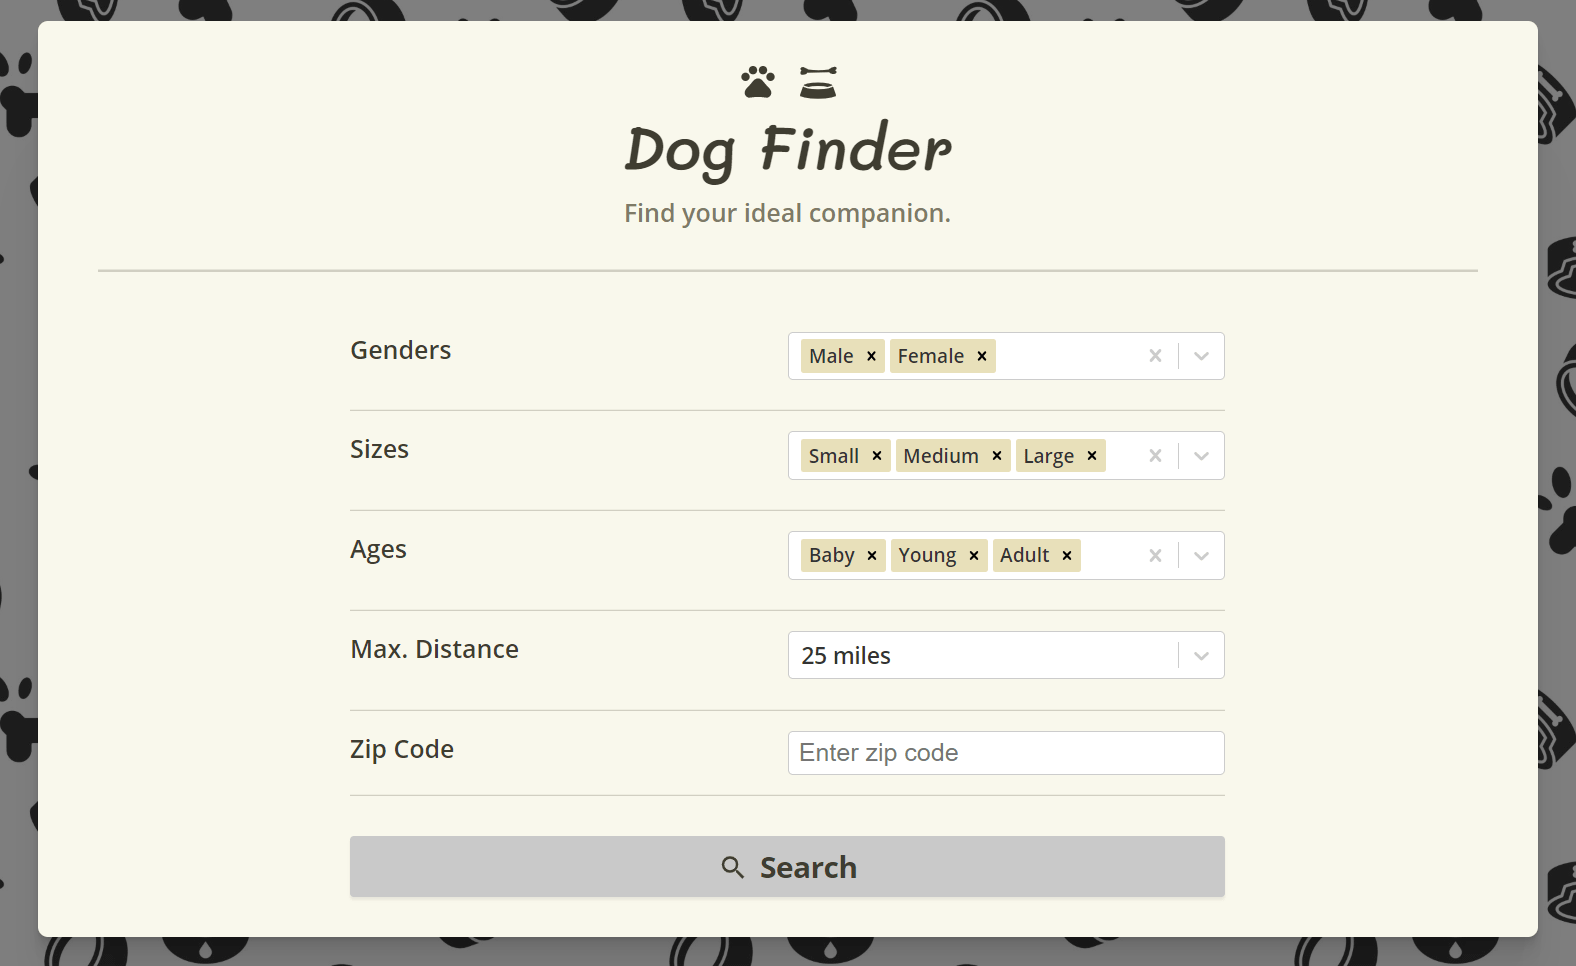 Dog Finder
Find your ideal companion.
Genders
Male × Female ×
Sizes
Small × Medium × Large ×
Ages
Baby × Young × Adult ×
Max. Distance
25 miles
Zip Code
Enter zip code
Search